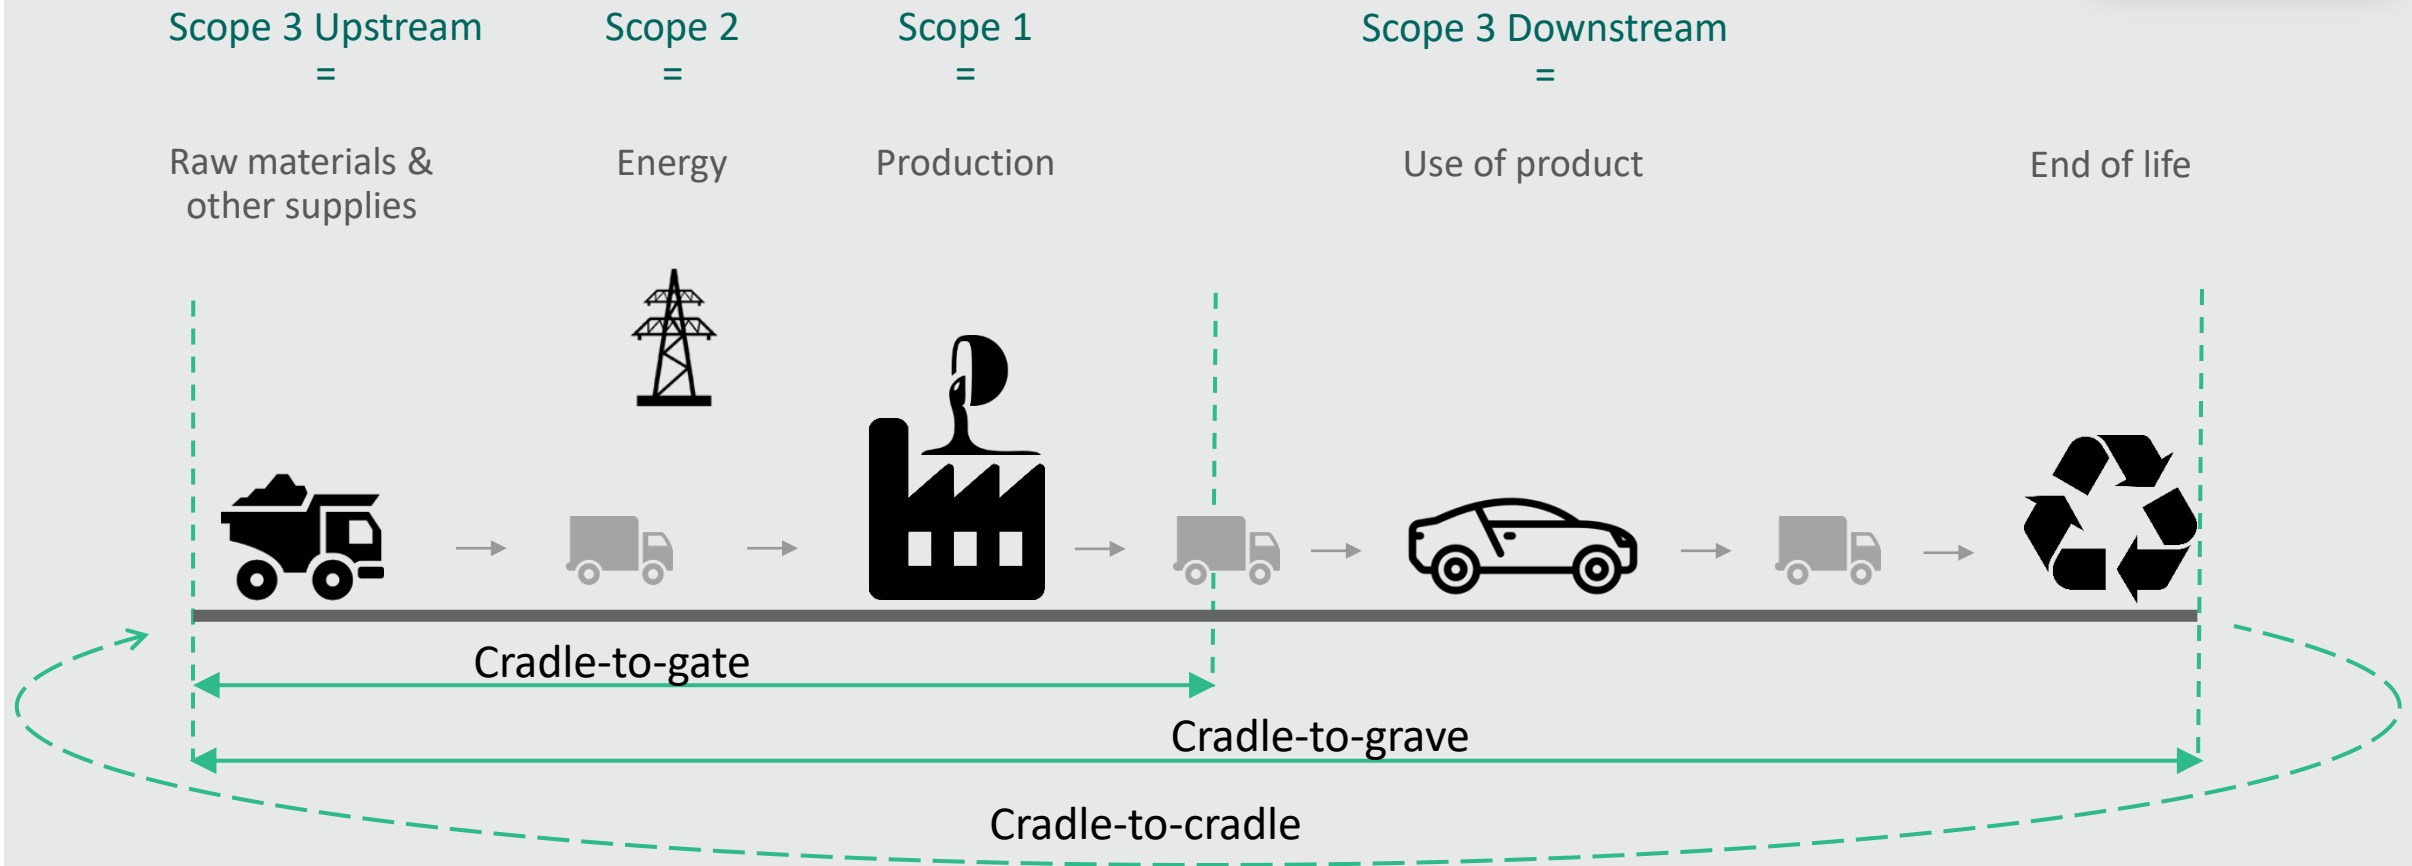 Scope 3 Upstream
=
Raw materials &
other supplies
Scope 2
=
Energy
Scope 1
=
Production
Scope 3 Downstream
=
Use of product
End of life
Cradle-to-gate
Cradle-to-grave
Cradle-to-cradle